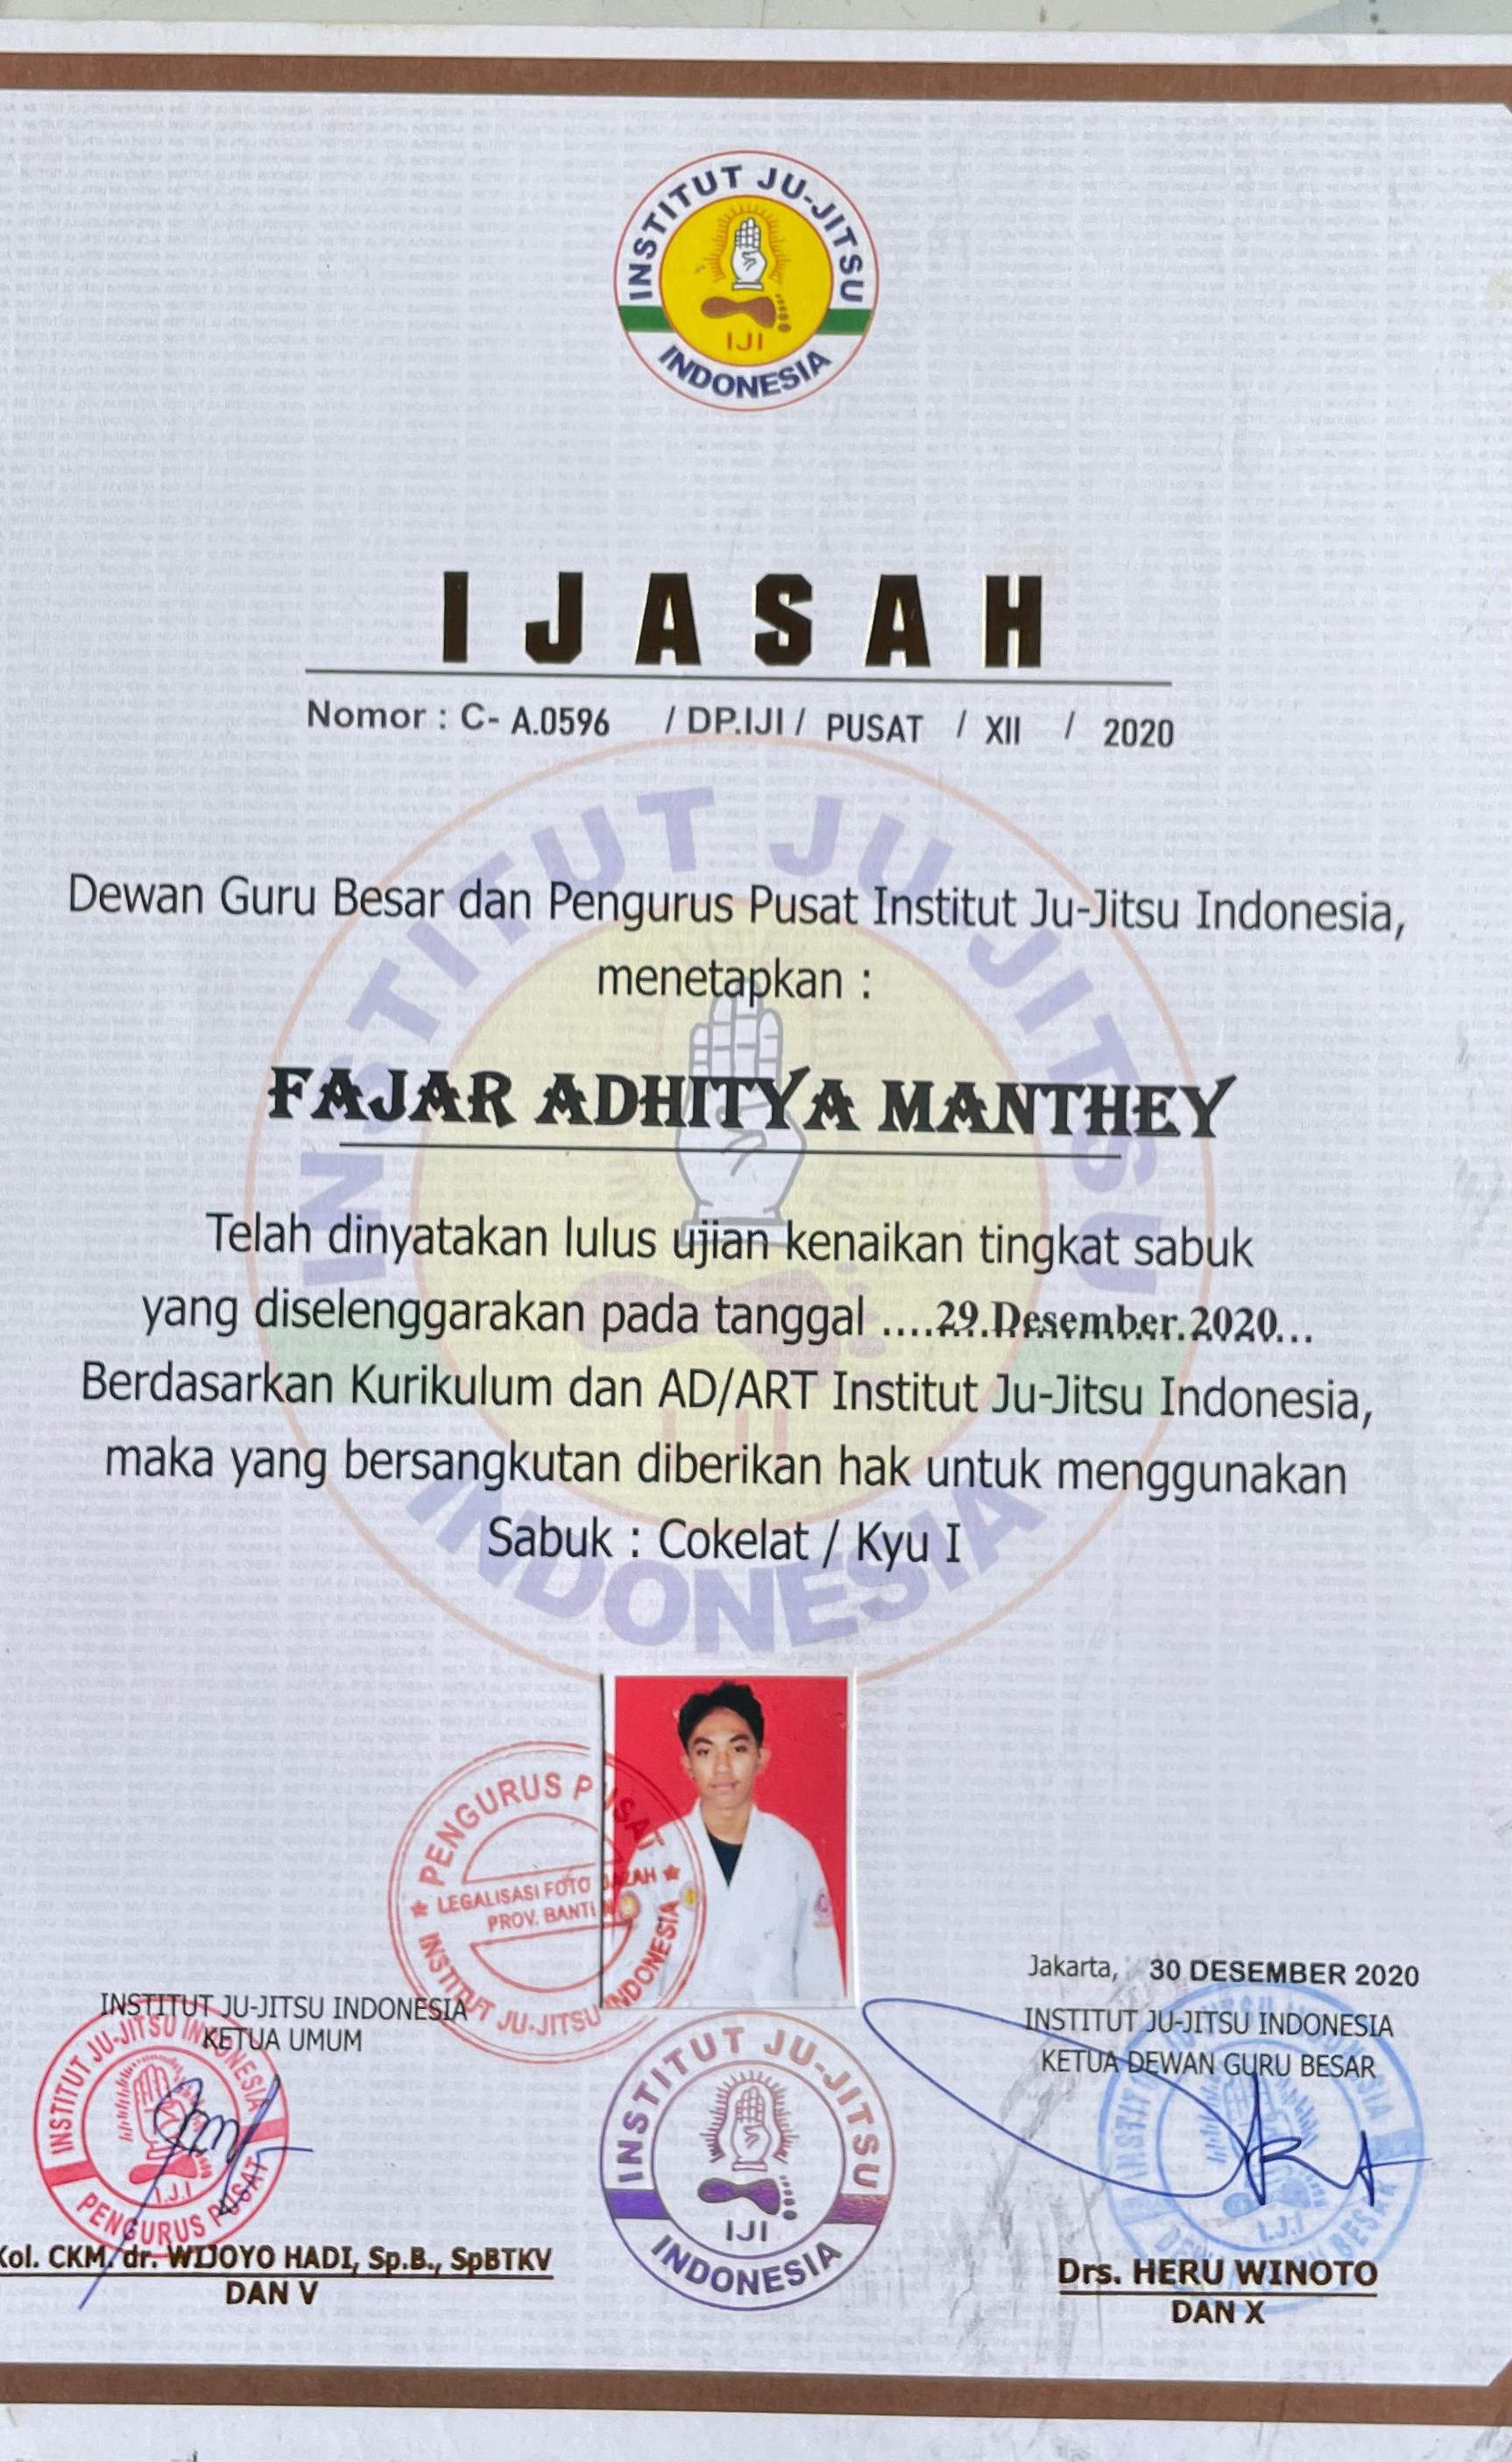 INSTITUT JU-JITSU
IJI
INDONESIA
IJASAH
Nomor : C- A.0596 / DP.IJI / PUSAT / XII / 2020
INSTITUT JU JITSU
INDONESIA
Dewan Guru Besar dan Pengurus Pusat Institut Ju-Jitsu Indonesia,
menetapkan :
FAJAR ADHITYA MANTHEY
Telah dinyatakan lulus ujian kenaikan tingkat sabuk
yang diselenggarakan pada tanggal ....29.Desember.2020...
Berdasarkan Kurikulum dan AD/ART Institut Ju-Jitsu Indonesia,
maka yang bersangkutan diberikan hak untuk menggunakan
Sabuk : Cokelat / Kyu I
PENGURUS PUSAT
LEGALISASI FOTO
PROV.
INSTITUT JU-JITSU INDONESIA
Jakarta, 30 DESEMBER 2020
INSTITUT JU-JITSU INDONESIA
KETUA UMUM
INSTITUT JU-JITSU INDONESIA
KETUA DEWAN GURU BESAR
INSTITUT JU-JITSU INDONESIA
I.J.I
PENGURUS PUSAT
INSTITUT JU-JITSU
IJI
INDONESIA
I.J.I
Kol. CKM. dr. WIJOYO HADI, Sp.B., SpBTKV
DAN V
Drs. HERU WINOTO
DAN X